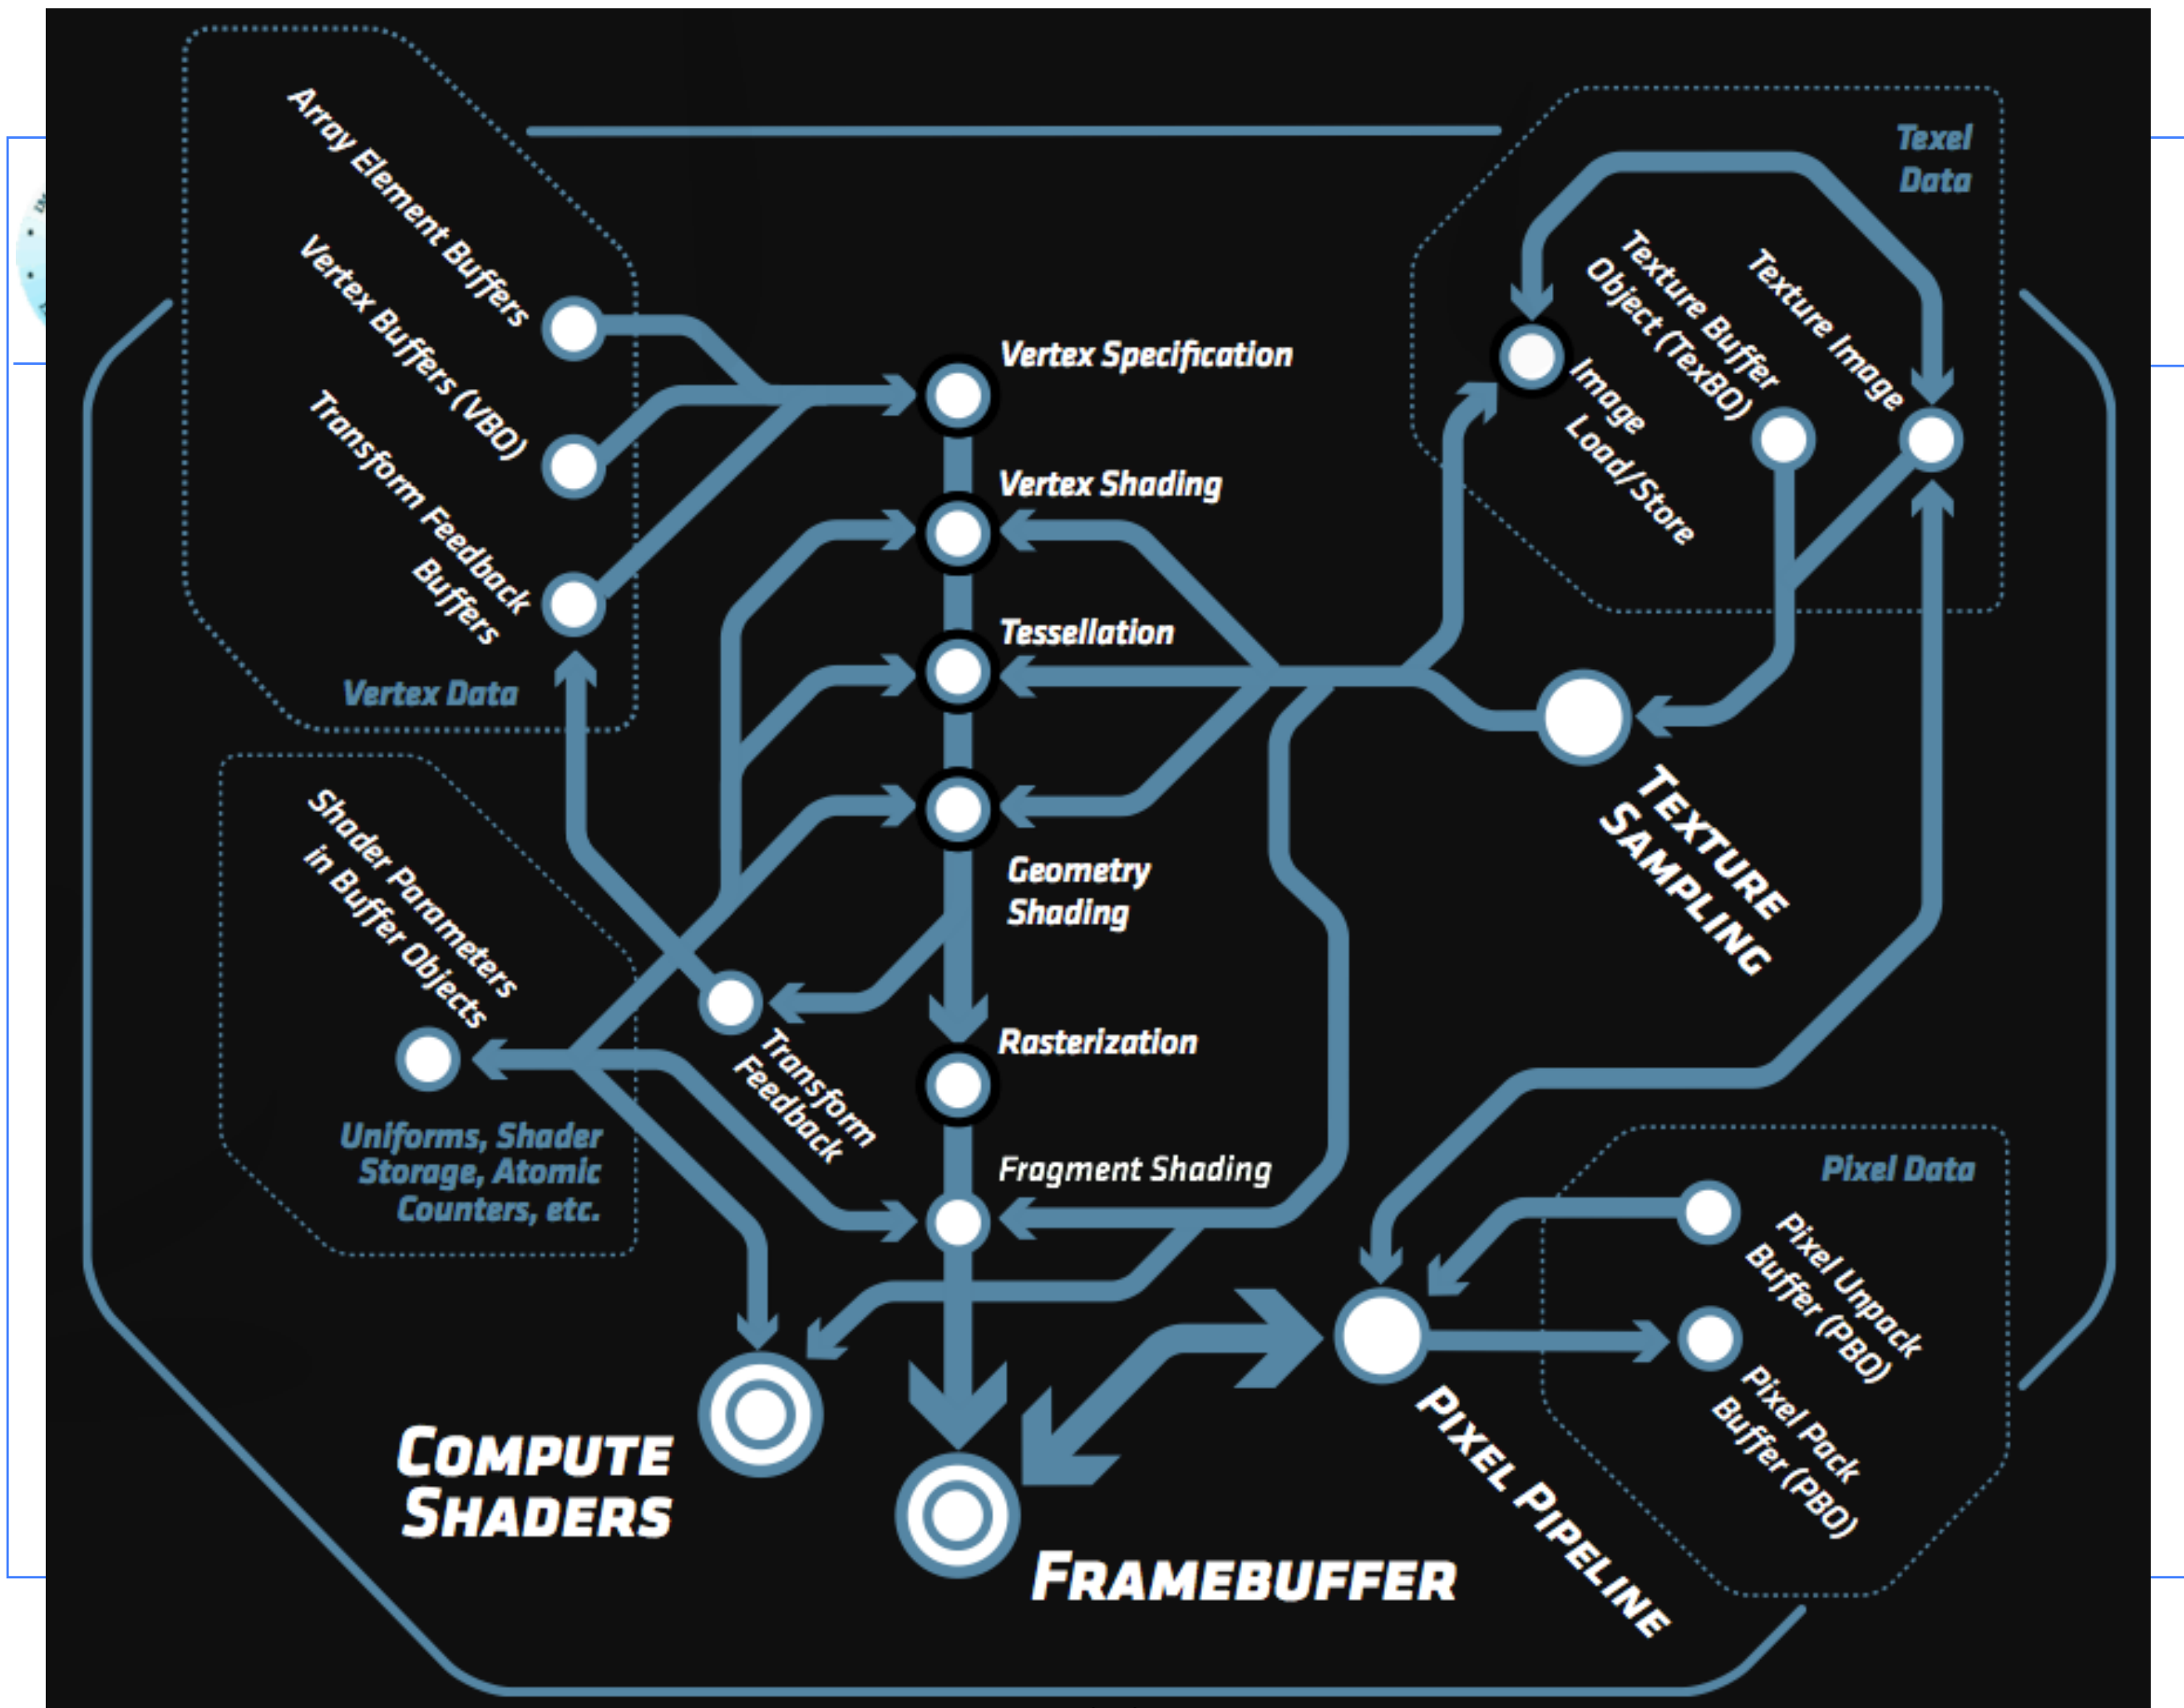 Array Element Buffers
Vertex Buffers (VBO)
Transform Feedback
Buffers
Vertex Data
Vertex Specification
Vertex Shading
Tessellation
Geometry
Shading
Rasterization
Fragment Shading
Texel
Data
Texture Buffer
Object (TexBO)
Texture Image
Image
Load/Store
TEXTURE
SAMPLING
Shader Parameters
in Buffer Objects
Uniforms, Shader
Storage, Atomic
Counters, etc.
Transform
Feedback
Pixel Data
Pixel Unpack
Buffer (PBO)
Pixel Pack
Buffer (PBO)
PIXEL PIPELINE
COMPUTE
SHADERS
FRAMEBUFFER